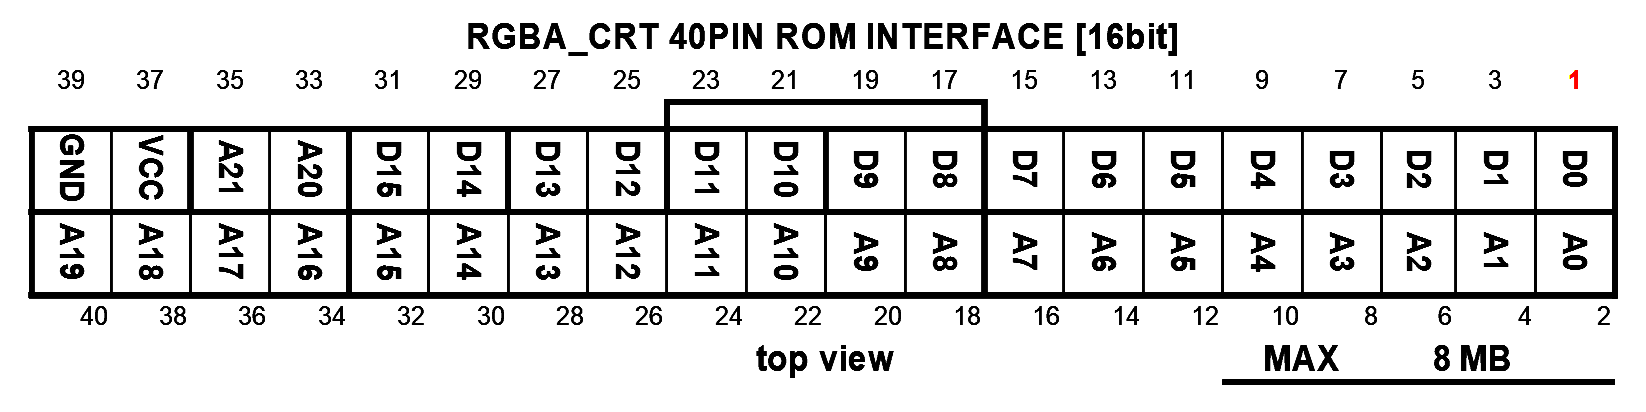 RGBA_CRT 40PIN ROM INTERFACE [16bit]
39 37 35 33 31 29 27 25 23 21 19 17 15 13 11 9 7 5 3 1
GND VCC A21 A20 D15 D14 D13 D12 D11 D10 D9 D8 D7 D6 D5 D4 D3 D2 D1 D0
A19 A18 A17 A16 A15 A14 A13 A12 A11 A10 A9 A8 A7 A6 A5 A4 A3 A2 A1 A0
40 38 36 34 32 30 28 26 24 22 20 18 16 14 12 10 8 6 4 2
top view MAX 8 MB